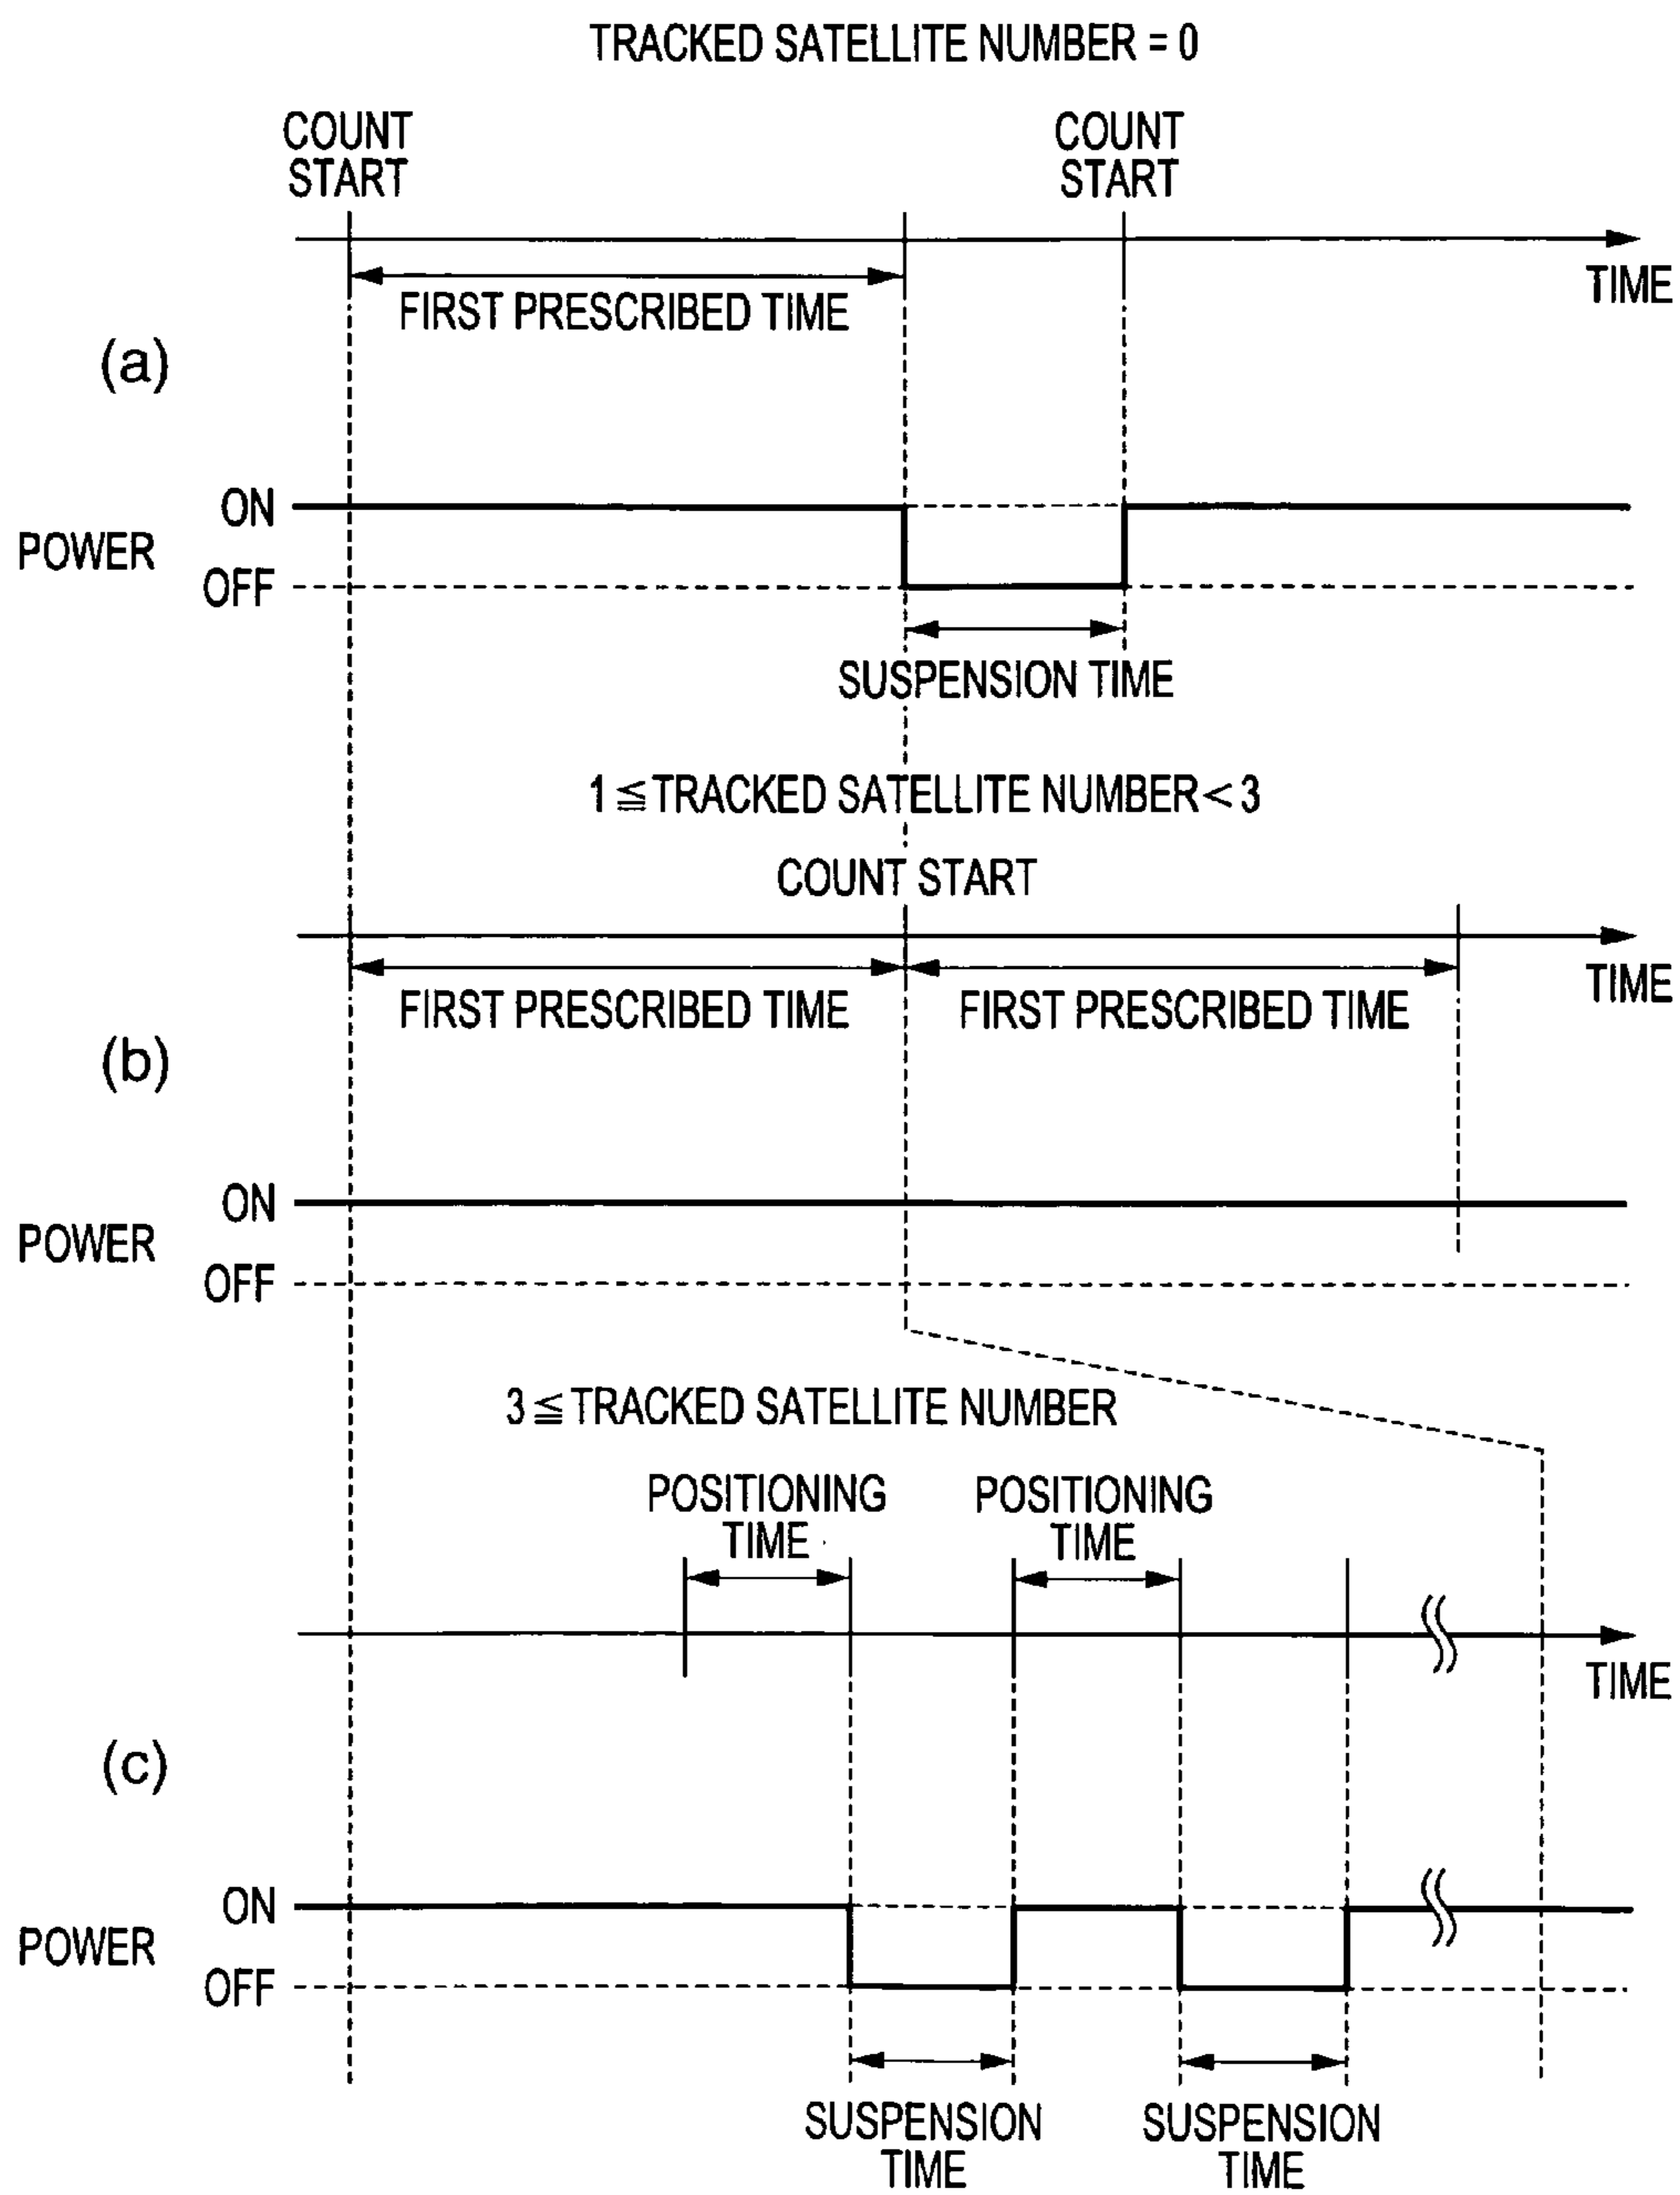 TRACKED SATELLITE NUMBER = 0
COUNT
START
COUNT
START
TIME
FIRST PRESCRIBED TIME
(a)
ON
POWER
OFF
SUSPENSION TIME
1 ≦ TRACKED SATELLITE NUMBER < 3
COUNT START
TIME
FIRST PRESCRIBED TIME
FIRST PRESCRIBED TIME
(b)
ON
POWER
OFF
3 ≦ TRACKED SATELLITE NUMBER
POSITIONING
TIME
POSITIONING
TIME
TIME
(c)
ON
POWER
OFF
SUSPENSION
TIME
SUSPENSION
TIME